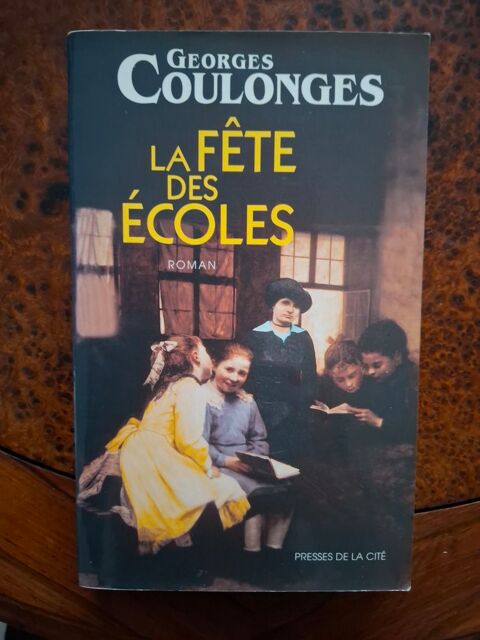 GEORGES
COULONGES
LA FÊTE
DES
ÉCOLES
ROMAN
PRESSES DE LA CITÉ